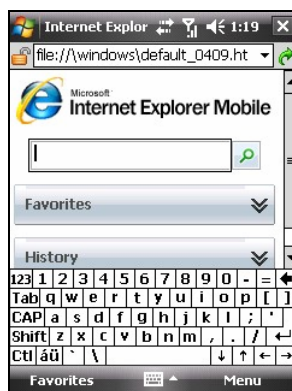 Internet Explor 1:19
file://\windows\default_0409.ht
Microsoft
Internet Explorer Mobile
Favorites
History
123 1 2 3 4 5 6 7 8 9 0 - =
Tab q w e r t y u i o p [ ]
CAP a s d f g h j k l ; '
Shift z x c v b n m , . /
Ctl áü ` \
Favorites Menu